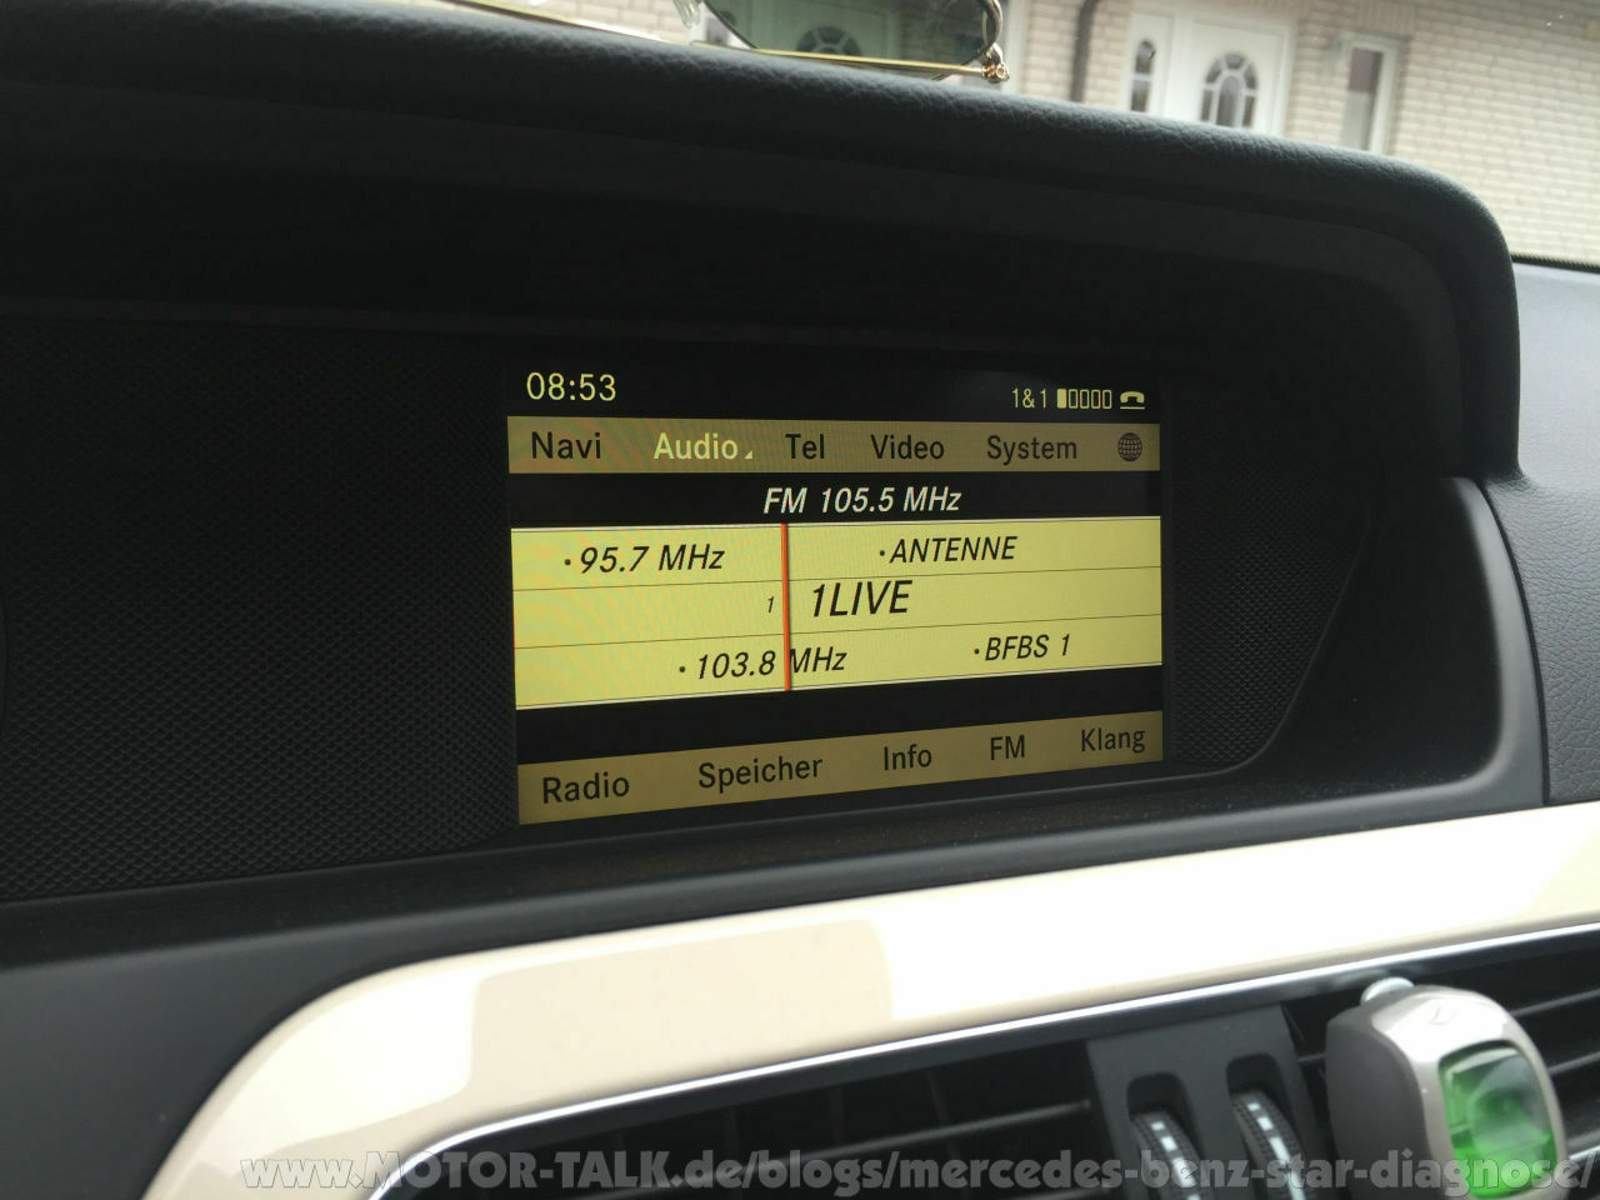 08:53 1&1
Navi Audio Tel Video System
FM 105.5 MHz
·95.7 MHz ·ANTENNE
1 1LIVE
·103.8 MHz ·BFBS 1
Radio Speicher Info FM Klang
www.MOTOR-TALK.de/blogs/mercedes-benz-star-diagnose/